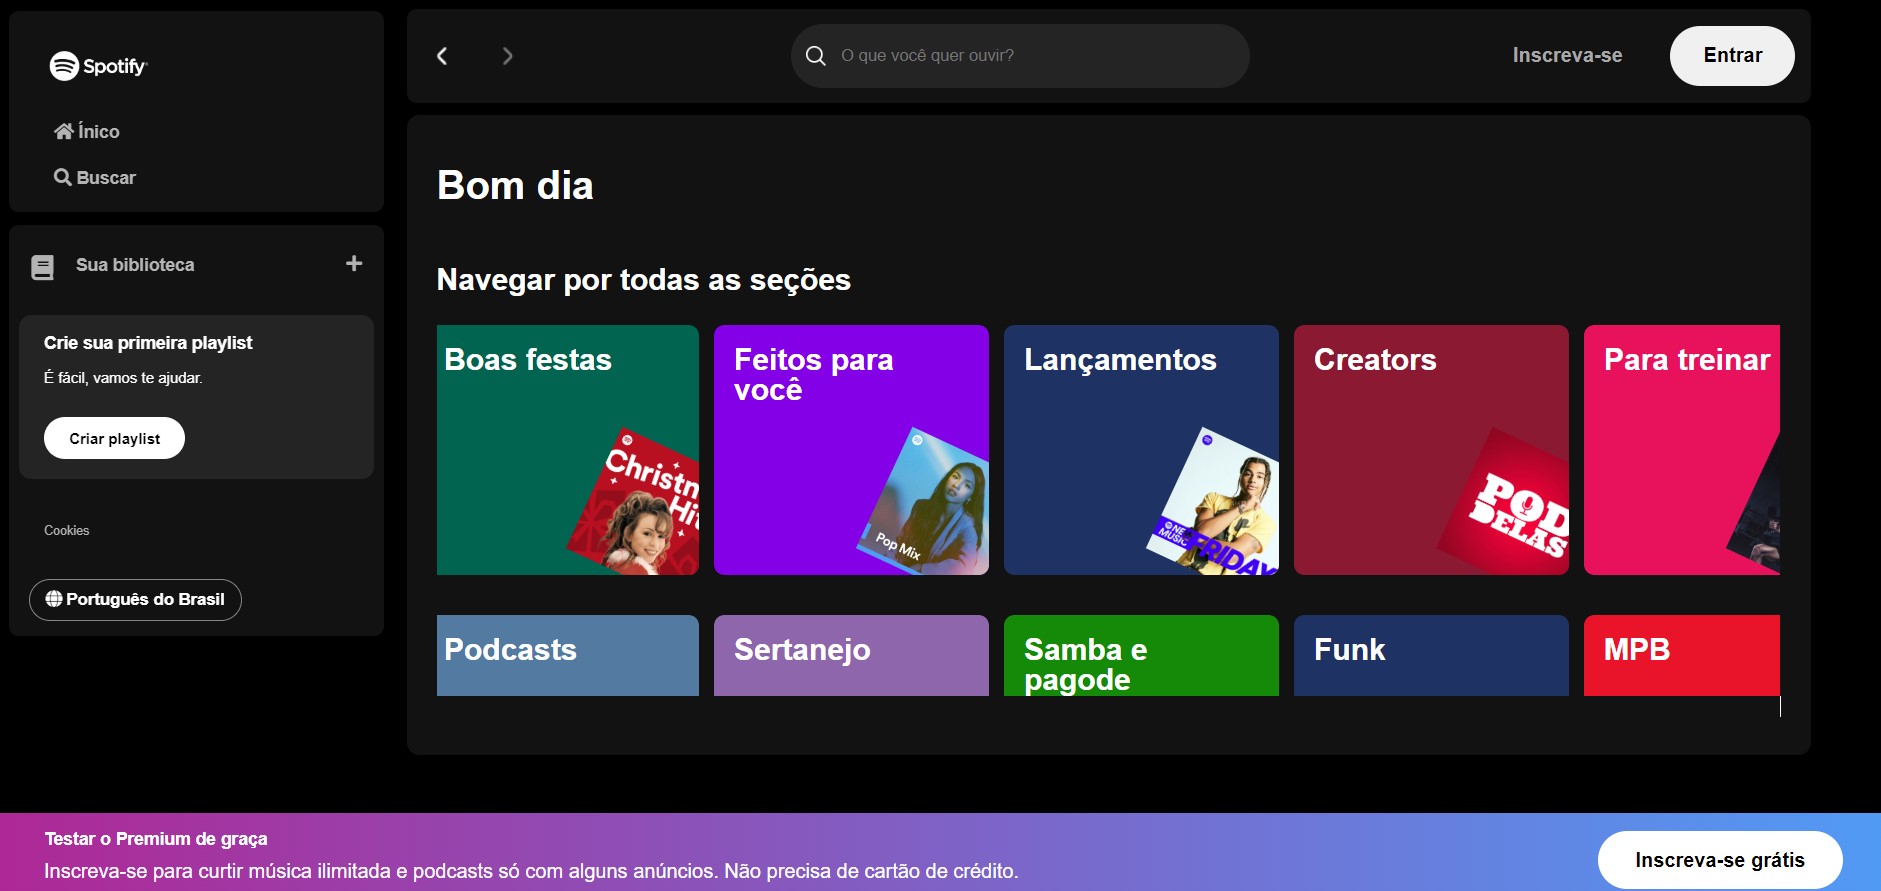 Spotify
Ínico
Buscar
Sua biblioteca
Crie sua primeira playlist
É fácil, vamos te ajudar.
Criar playlist
Cookies
Português do Brasil
O que você quer ouvir?
Inscreva-se
Entrar
Bom dia
Navegar por todas as seções
Boas festas
Feitos para
você
Lançamentos
Creators
Para treinar
Christm
Hi
Pop Mix
NE
MUSIC
FRIDAY
POD
DELAS
Podcasts
Sertanejo
Samba e
pagode
Funk
MPB
Testar o Premium de graça
Inscreva-se para curtir música ilimitada e podcasts só com alguns anúncios. Não precisa de cartão de crédito.
Inscreva-se grátis